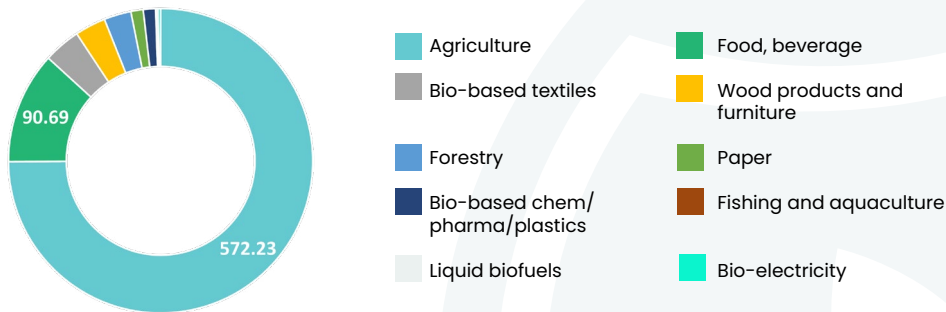 90.69
572.23
Agriculture
Food, beverage
Bio-based textiles
Wood products and
furniture
Forestry
Paper
Bio-based chem/
pharma/plastics
Fishing and aquaculture
Liquid biofuels
Bio-electricity